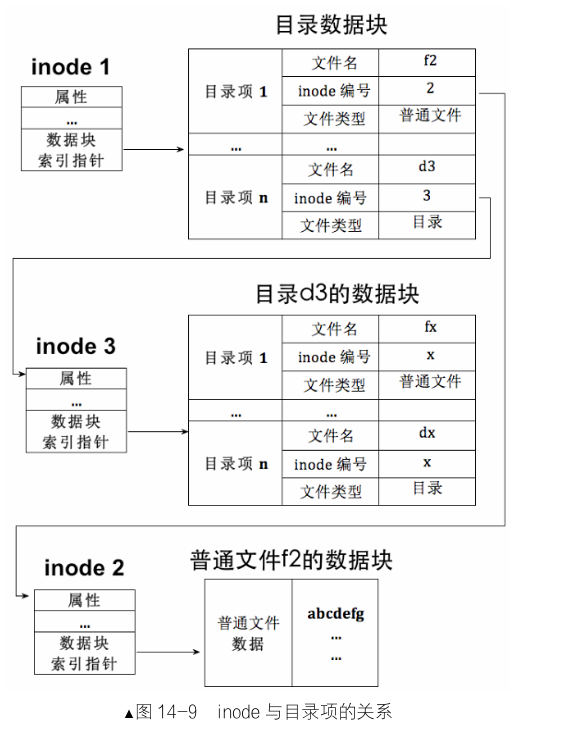 目录数据块
inode 1
属性
...
数据块
索引指针
目录项 1
文件名
f2
inode 编号
2
文件类型
普通文件
...
...
目录项 n
文件名
d3
inode 编号
3
文件类型
目录
目录d3的数据块
inode 3
属性
...
数据块
索引指针
目录项 1
文件名
fx
inode 编号
x
文件类型
普通文件
...
...
目录项 n
文件名
dx
inode 编号
x
文件类型
目录
普通文件f2的数据块
inode 2
属性
...
数据块
索引指针
普通文件
数据
abcdefg
...
...
▲图 14-9 inode 与目录项的关系